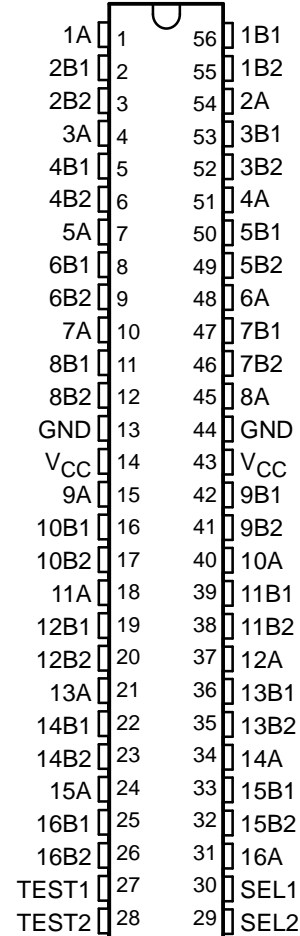 1A 1 56 1B1
2B1 2 55 1B2
2B2 3 54 2A
3A 4 53 3B1
4B1 5 52 3B2
4B2 6 51 4A
5A 7 50 5B1
6B1 8 49 5B2
6B2 9 48 6A
7A 10 47 7B1
8B1 11 46 7B2
8B2 12 45 8A
GND 13 44 GND
VCC 14 43 VCC
9A 15 42 9B1
10B1 16 41 9B2
10B2 17 40 10A
11A 18 39 11B1
12B1 19 38 11B2
12B2 20 37 12A
13A 21 36 13B1
14B1 22 35 13B2
14B2 23 34 14A
15A 24 33 15B1
16B1 25 32 15B2
16B2 26 31 16A
TEST1 27 30 SEL1
TEST2 28 29 SEL2